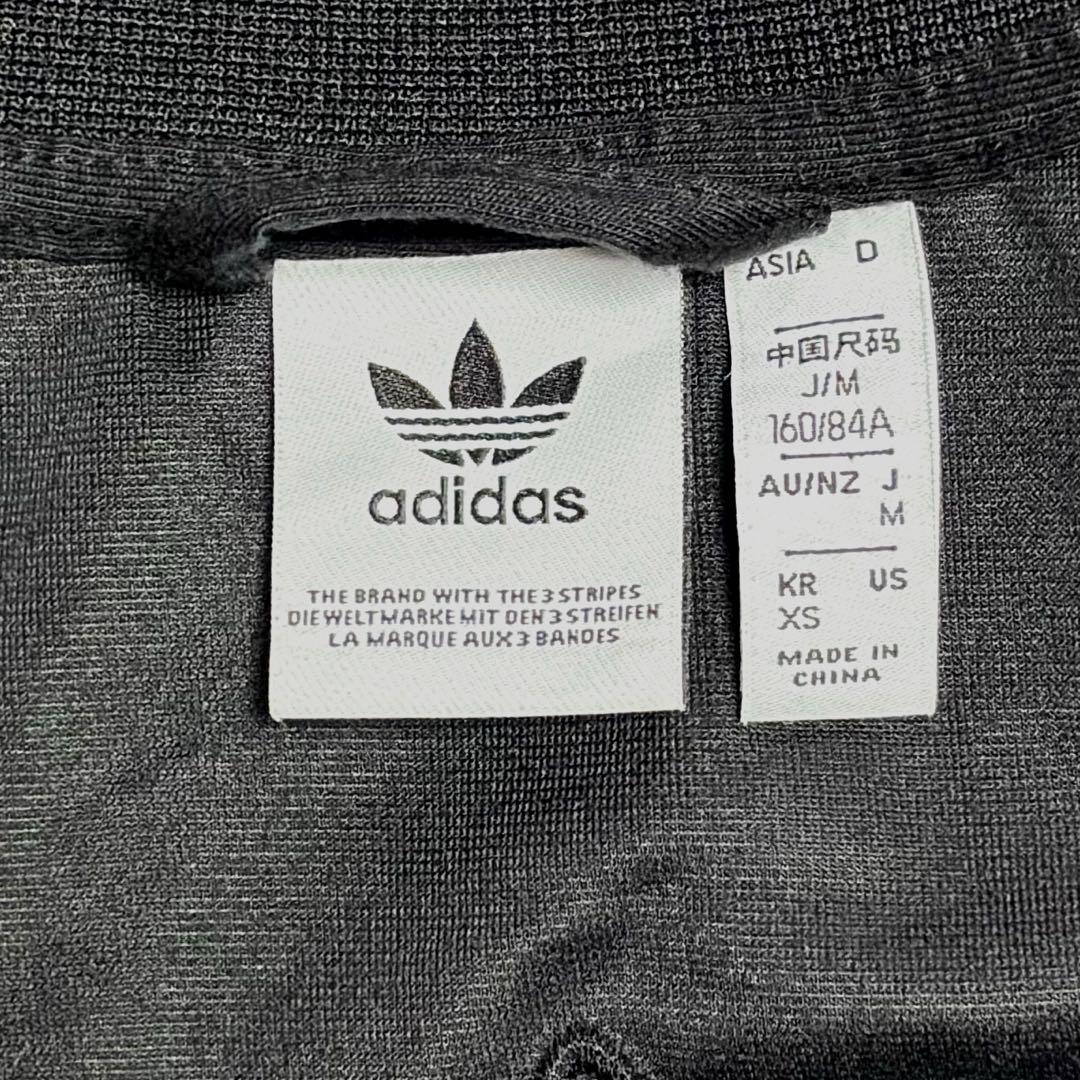 adidas
THE BRAND WITH THE 3 STRIPES
DIE WELTMARKE MIT DEN 3 STREIFEN
LA MARQUE AUX 3 BANDES
ASIA D
中国尺码
J/M
160/84A
AU/NZ J
M
KR US
XS
MADE IN
CHINA